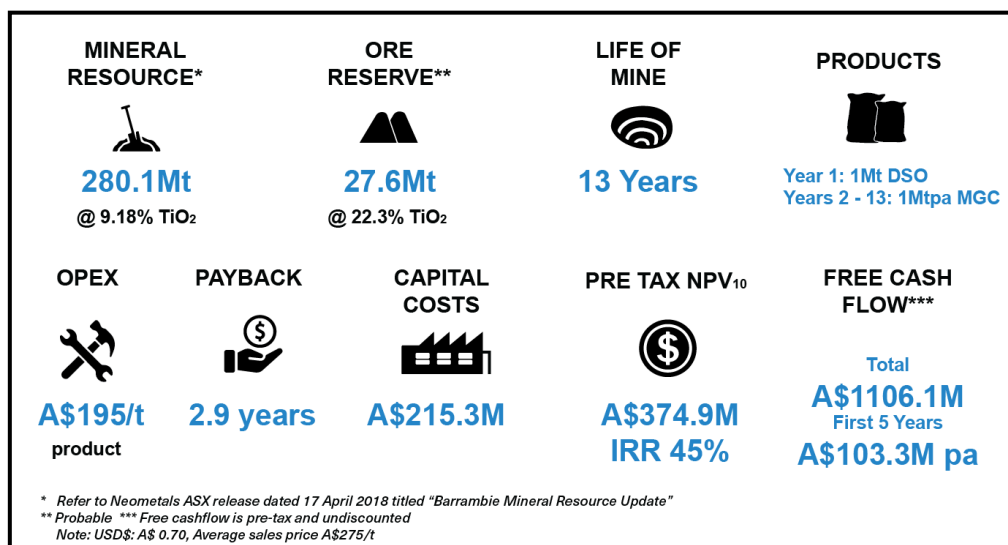 MINERAL
RESOURCE*
280.1Mt
@ 9.18% TiO₂
ORE
RESERVE**
27.6Mt
@ 22.3% TiO₂
LIFE OF
MINE
13 Years
PRODUCTS
Year 1: 1Mt DSO
Years 2 - 13: 1Mtpa MGC
OPEX
A$195/t
product
PAYBACK
$
2.9 years
CAPITAL
COSTS
A$215.3M
PRE TAX NPV₁₀
$
A$374.9M
IRR 45%
FREE CASH
FLOW***
Total
A$1106.1M
First 5 Years
A$103.3M pa
* Refer to Neometals ASX release dated 17 April 2018 titled “Barrambie Mineral Resource Update”
** Probable *** Free cashflow is pre-tax and undiscounted
Note: USD$: A$ 0.70, Average sales price A$275/t